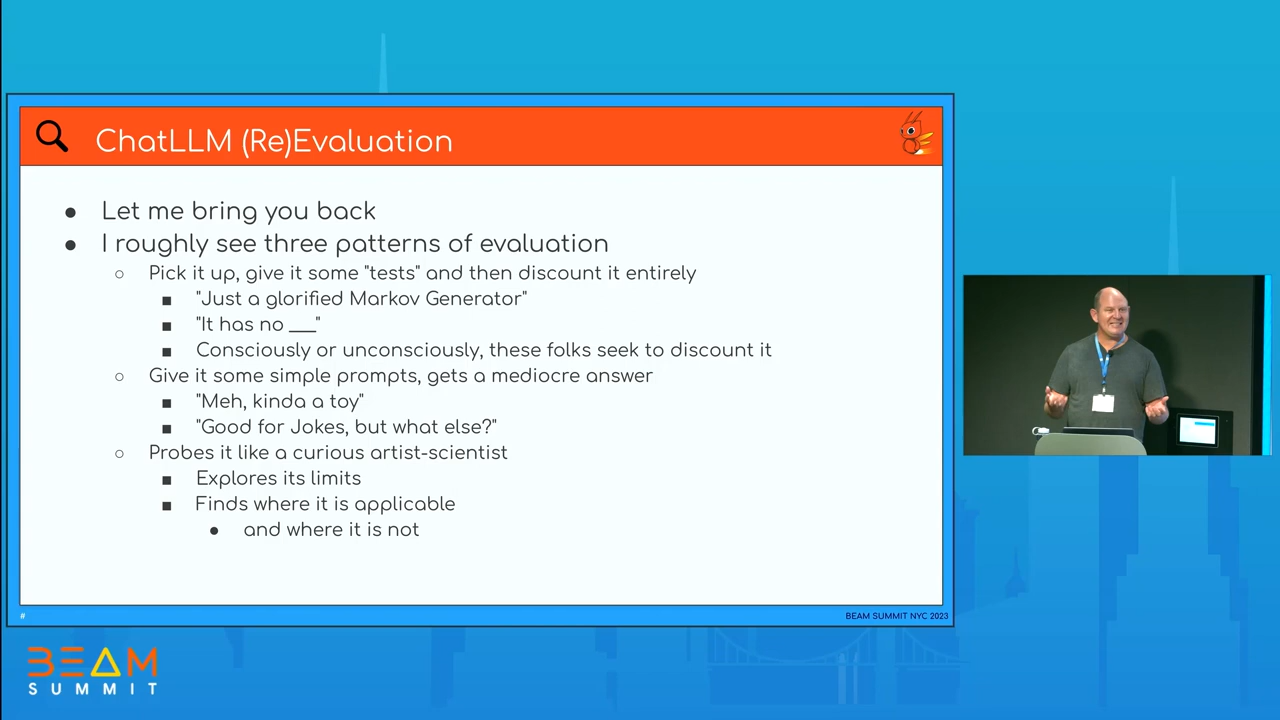 ChatLLM (Re)Evaluation
● Let me bring you back
● I roughly see three patterns of evaluation
○ Pick it up, give it some "tests" and then discount it entirely
■ "Just a glorified Markov Generator"
■ "It has no ___"
■ Consciously or unconsciously, these folks seek to discount it
○ Give it some simple prompts, gets a mediocre answer
■ "Meh, kinda a toy"
■ "Good for Jokes, but what else?"
○ Probes it like a curious artist-scientist
■ Explores its limits
■ Finds where it is applicable
● and where it is not
#
BEAM SUMMIT NYC 2023
BEAM
SUMMIT